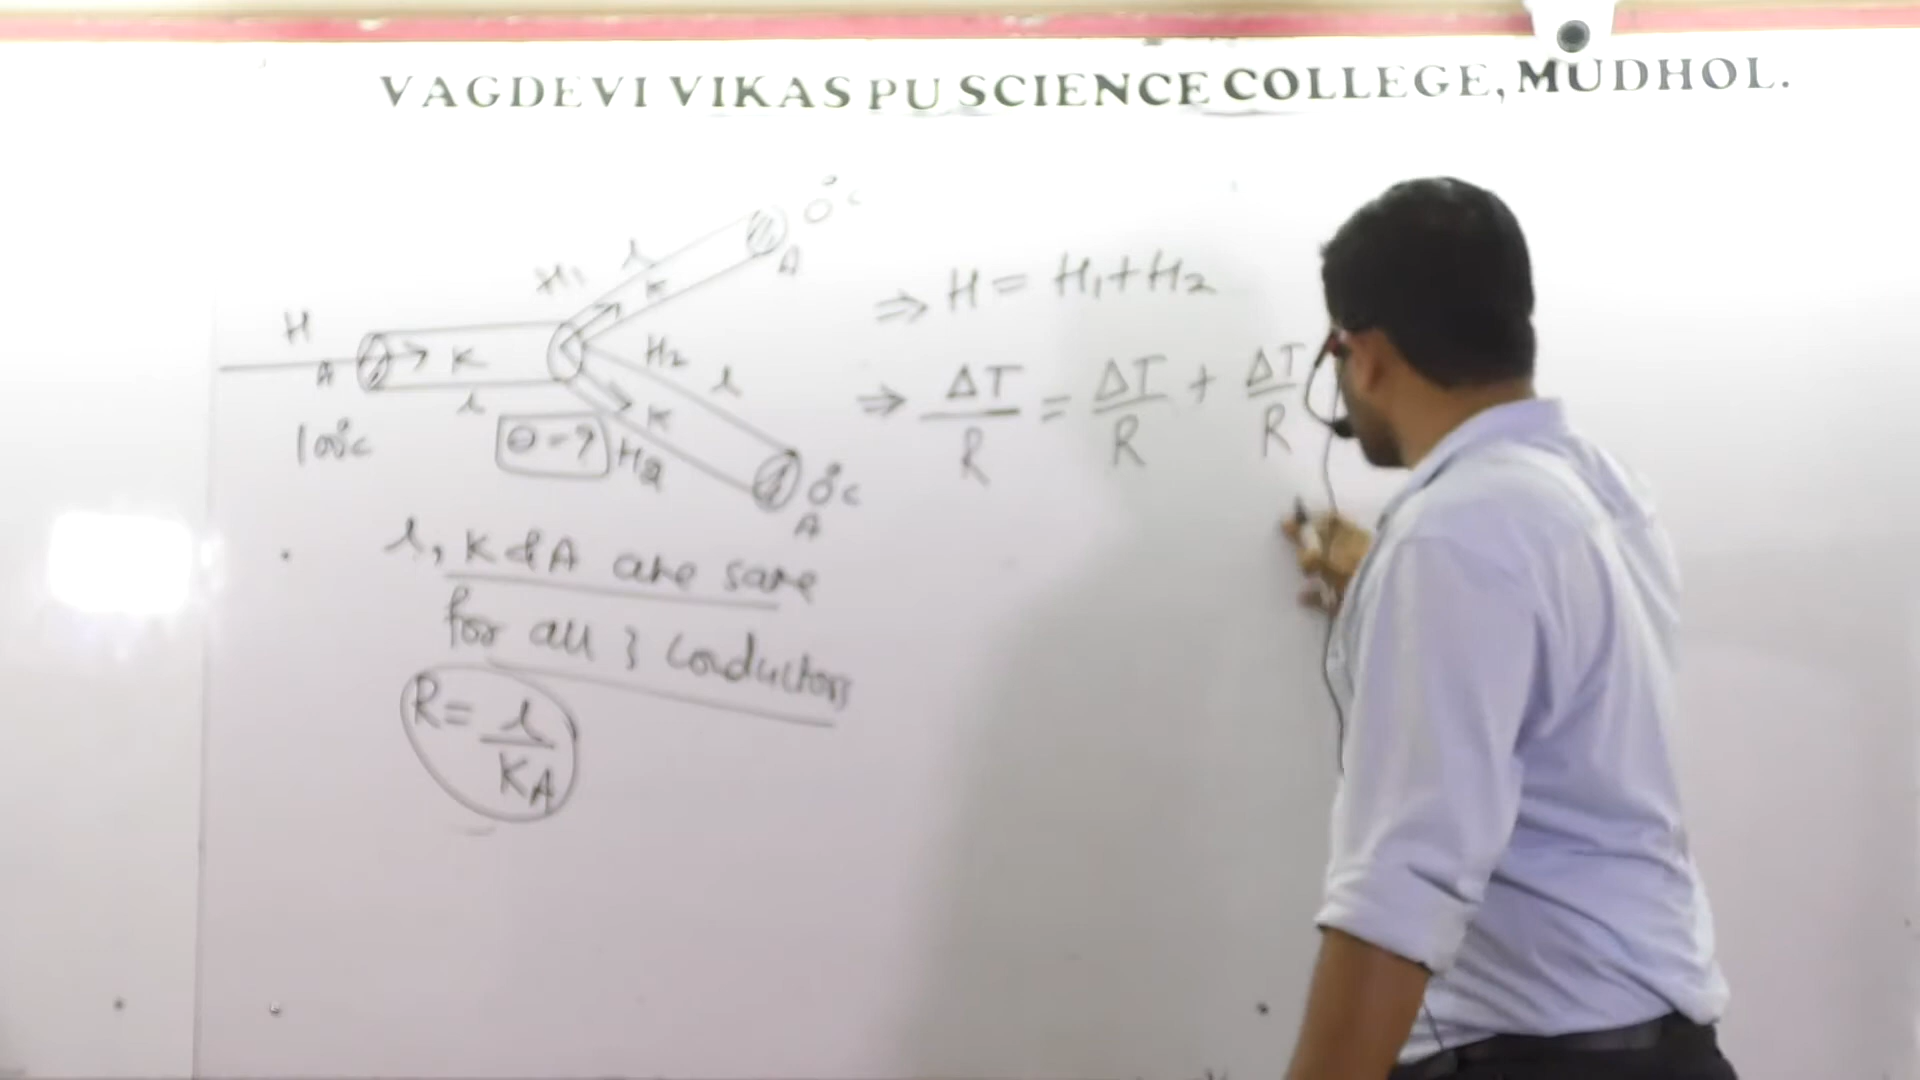 VAGDEVI VIKAS PU SCIENCE COLLEGE, MUDHOL.
0°c
H1 l
K A
H
A K l
100°c
H2 l
K
θ-? H2
0°c
A
l, K & A are same
for all 3 conductors
R= l/KA
⇒ H = H1+H2
⇒ ΔT/R = ΔT/R + ΔT/R